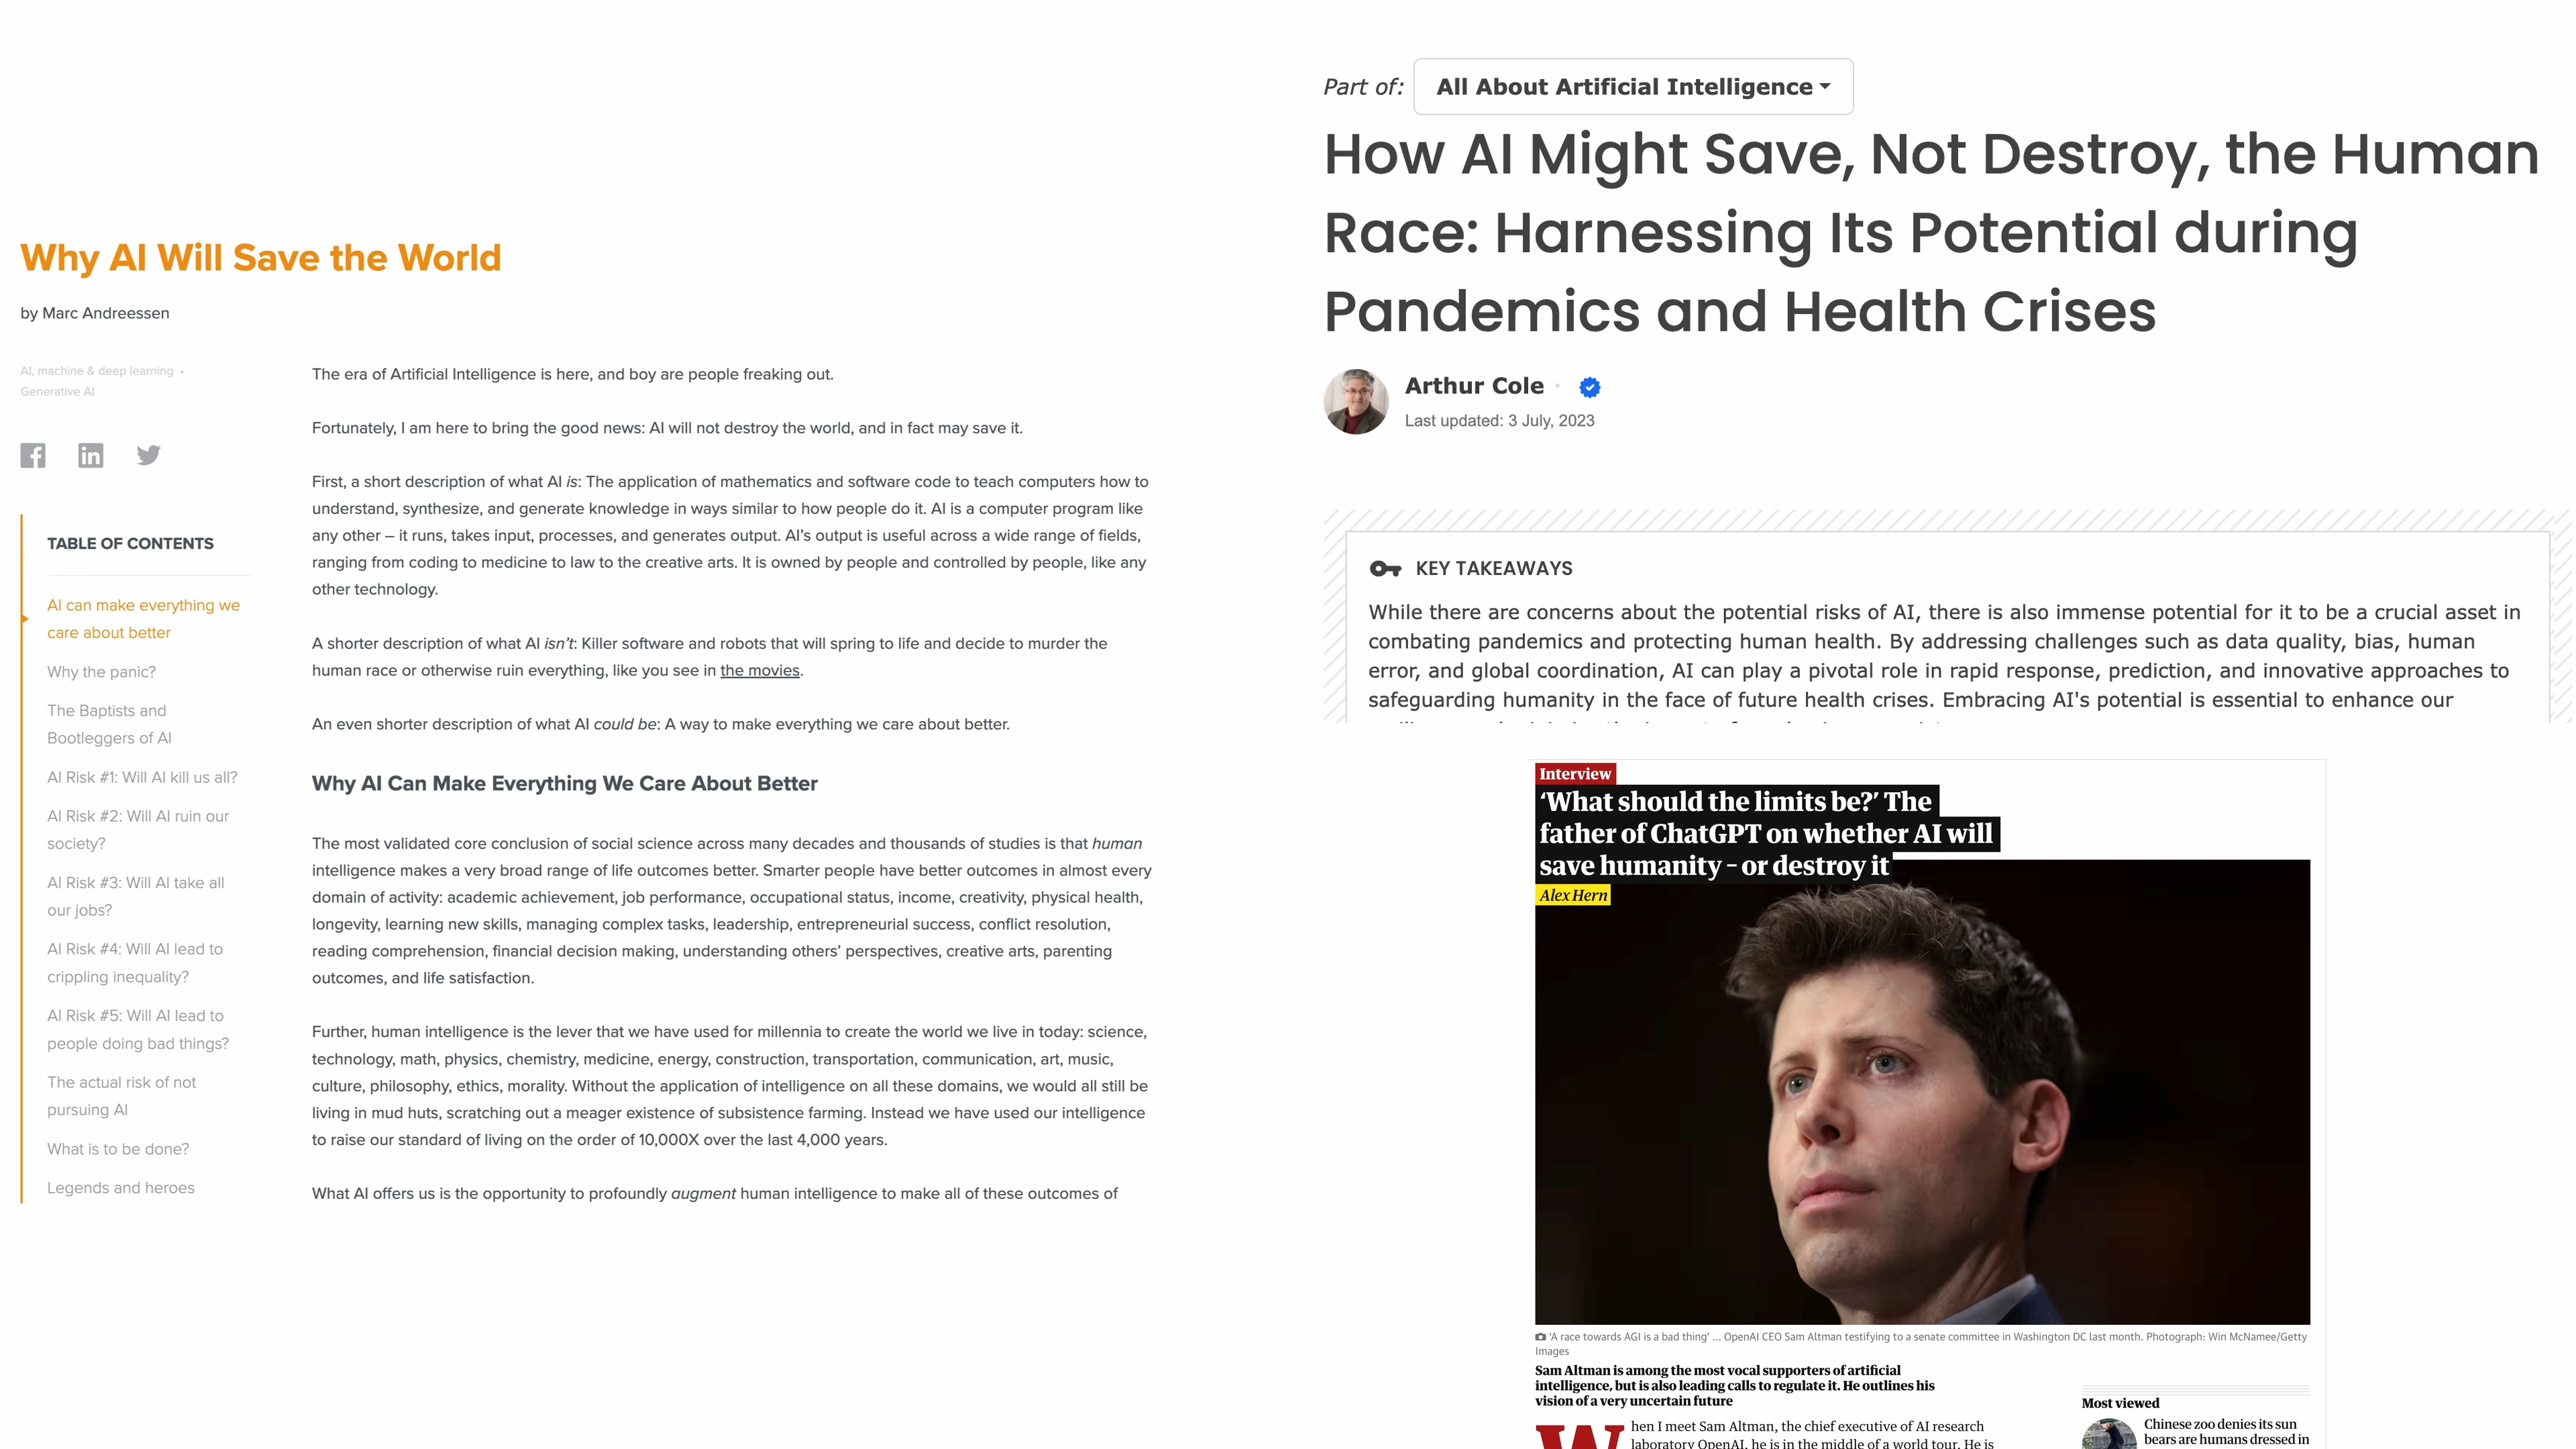 Why AI Will Save the World
by Marc Andreessen
AI, machine & deep learning •
Generative AI
TABLE OF CONTENTS
AI can make everything we
care about better
Why the panic?
The Baptists and
Bootleggers of AI
AI Risk #1: Will AI kill us all?
AI Risk #2: Will AI ruin our
society?
AI Risk #3: Will AI take all
our jobs?
AI Risk #4: Will AI lead to
crippling inequality?
AI Risk #5: Will AI lead to
people doing bad things?
The actual risk of not
pursuing AI
What is to be done?
Legends and heroes
The era of Artificial Intelligence is here, and boy are people freaking out.
Fortunately, I am here to bring the good news: AI will not destroy the world, and in fact may save it.
First, a short description of what AI is: The application of mathematics and software code to teach computers how to
understand, synthesize, and generate knowledge in ways similar to how people do it. AI is a computer program like
any other – it runs, takes input, processes, and generates output. AI’s output is useful across a wide range of fields,
ranging from coding to medicine to law to the creative arts. It is owned by people and controlled by people, like any
other technology.
A shorter description of what AI isn’t: Killer software and robots that will spring to life and decide to murder the
human race or otherwise ruin everything, like you see in the movies.
An even shorter description of what AI could be: A way to make everything we care about better.
Why AI Can Make Everything We Care About Better
The most validated core conclusion of social science across many decades and thousands of studies is that human
intelligence makes a very broad range of life outcomes better. Smarter people have better outcomes in almost every
domain of activity: academic achievement, job performance, occupational status, income, creativity, physical health,
longevity, learning new skills, managing complex tasks, leadership, entrepreneurial success, conflict resolution,
reading comprehension, financial decision making, understanding others’ perspectives, creative arts, parenting
outcomes, and life satisfaction.
Further, human intelligence is the lever that we have used for millennia to create the world we live in today: science,
technology, math, physics, chemistry, medicine, energy, construction, transportation, communication, art, music,
culture, philosophy, ethics, morality. Without the application of intelligence on all these domains, we would all still be
living in mud huts, scratching out a meager existence of subsistence farming. Instead we have used our intelligence
to raise our standard of living on the order of 10,000X over the last 4,000 years.
What AI offers us is the opportunity to profoundly augment human intelligence to make all of these outcomes of
Part of: All About Artificial Intelligence
How AI Might Save, Not Destroy, the Human
Race: Harnessing Its Potential during
Pandemics and Health Crises
Arthur Cole
Last updated: 3 July, 2023
KEY TAKEAWAYS
While there are concerns about the potential risks of AI, there is also immense potential for it to be a crucial asset in
combating pandemics and protecting human health. By addressing challenges such as data quality, bias, human
error, and global coordination, AI can play a pivotal role in rapid response, prediction, and innovative approaches to
safeguarding humanity in the face of future health crises. Embracing AI's potential is essential to enhance our
Interview
‘What should the limits be?’ The
father of ChatGPT on whether AI will
save humanity – or destroy it
Alex Hern
'A race towards AGI is a bad thing' ... OpenAI CEO Sam Altman testifying to a senate committee in Washington DC last month. Photograph: Win McNamee/Getty
Images
Sam Altman is among the most vocal supporters of artificial
intelligence, but is also leading calls to regulate it. He outlines his
vision of a very uncertain future
When I meet Sam Altman, the chief executive of AI research
laboratory OpenAI, he is in the middle of a world tour. He is
Most viewed
Chinese zoo denies its sun
bears are humans dressed in